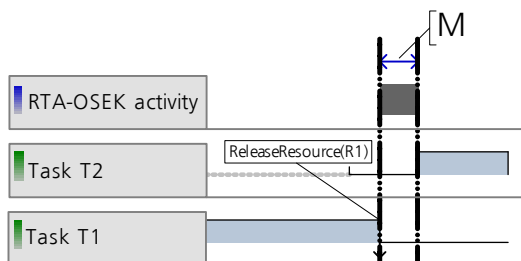 [M
RTA-OSEK activity
ReleaseResource(R1)
Task T2
Task T1